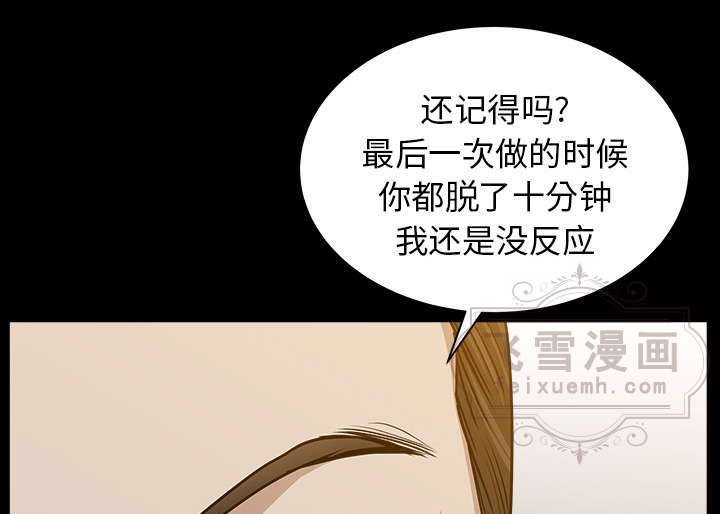 还记得吗?
最后一次做的时候
你都脱了十分钟
我还是没反应
飞雪漫画
feixuemh.com